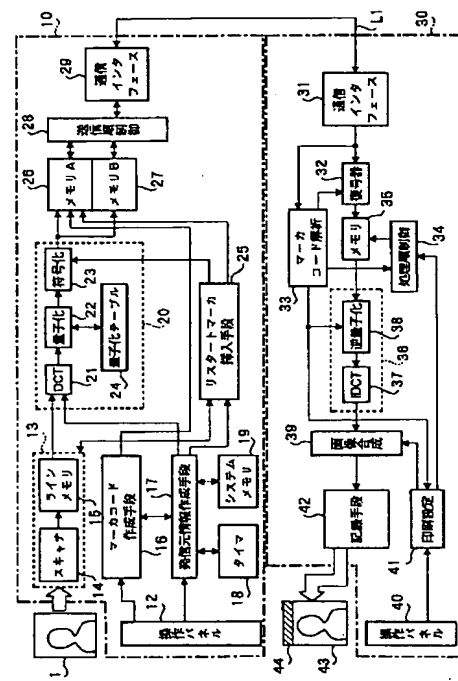 10
L1
30
29
通信
インタ
フェース
28
送信順制御
26
メモリA
メモリB
27
符号化
23
22
量子化
量子化テーブル
24
20
DCT
21
25
リスタートマーカ
挿入手段
13
ライン
メモリ
15
スキャナ
14
マーカコード
作成手段
16
発信元情報作成手段
17
システム
メモリ
19
タイマ
18
操作パネル
12
1
31
通信
インタ
フェース
32
復号器
35
メモリ
マーカ
コード解析
33
処理順制御
34
逆量子化
38
36
IDCT
37
39
画像合成
記録手段
42
印刷設定
41
操作パネル
40
44
43